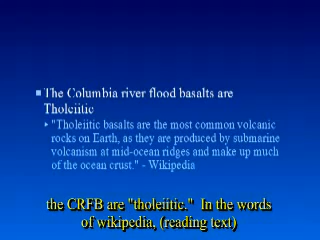 The Columbia river flood basalts are
Tholeiitic
"Tholeiitic basalts are the most common volcanic
rocks on Earth, as they are produced by submarine
volcanism at mid-ocean ridges and make up much
of the ocean crust." - Wikipedia
the CRFB are "tholeiitic." In the words
of wikipedia, (reading text)